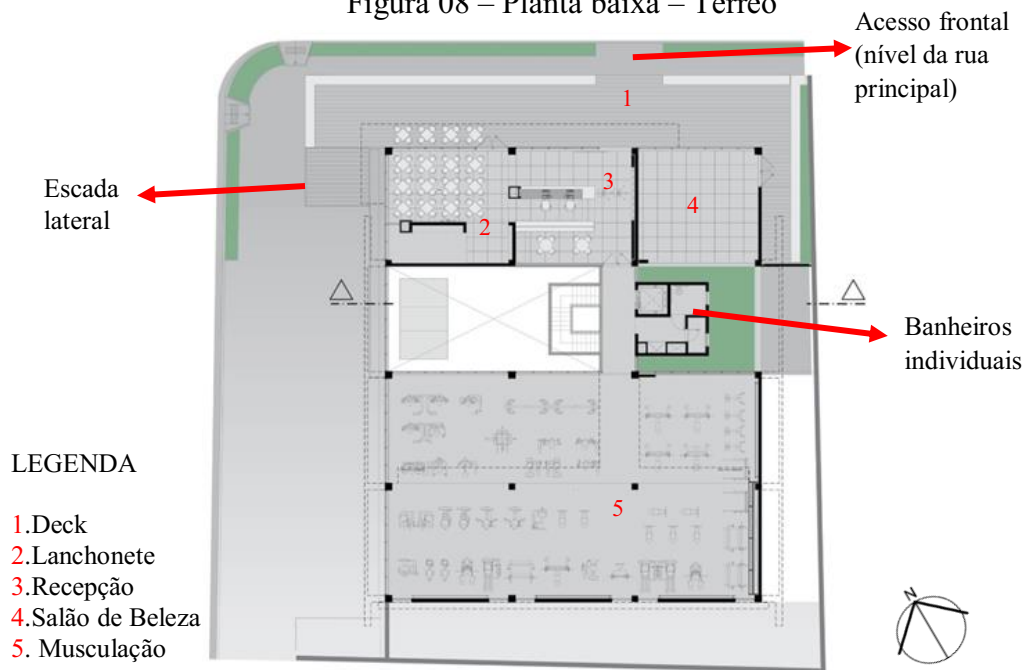 Figura 08 – Planta baixa – Térreo
Acesso frontal
(nível da rua
principal)
1
Escada
lateral
3
2
4
Banheiros
individuais
LEGENDA
1.Deck
2.Lanchonete
3.Recepção
4.Salão de Beleza
5. Musculação
5
N